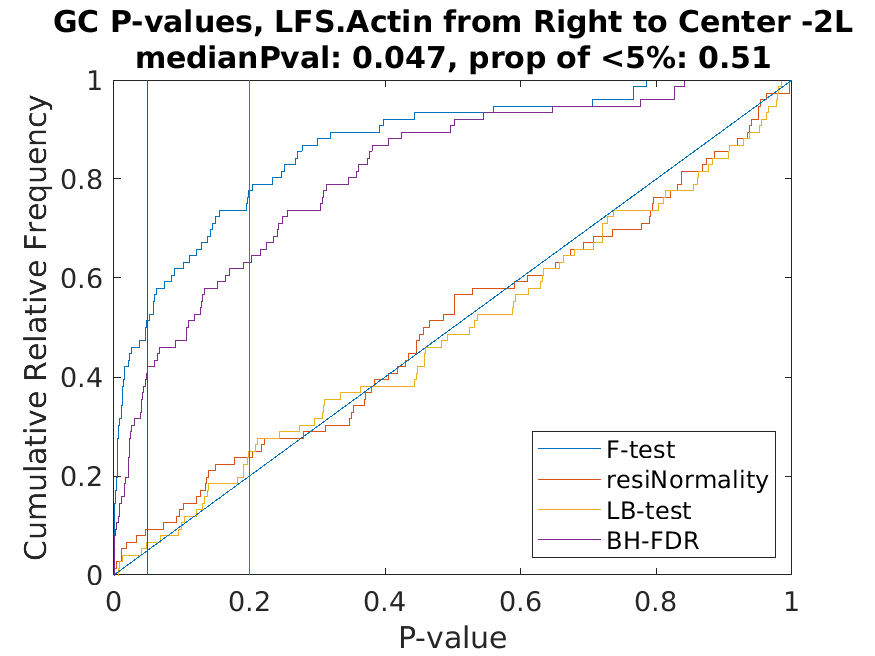 GC P-values, LFS.Actin from Right to Center -2L
medianPval: 0.047, prop of <5%: 0.51
1
0.8
0.6
0.4
0.2
0
Cumulative Relative Frequency
F-test
resiNormality
LB-test
BH-FDR
0 0.2 0.4 0.6 0.8 1
P-value